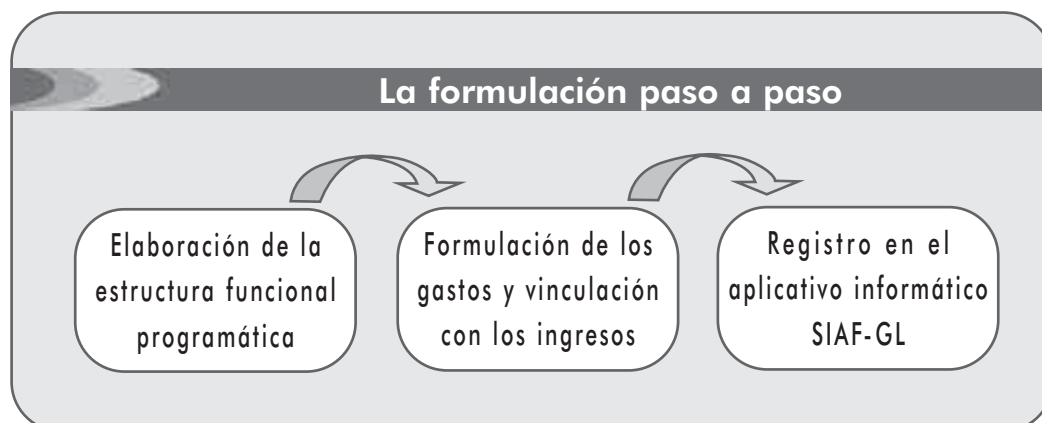 La formulación paso a paso
Elaboración de la
estructura funcional
programática
Formulación de los
gastos y vinculación
con los ingresos
Registro en el
aplicativo informático
SIAF-GL